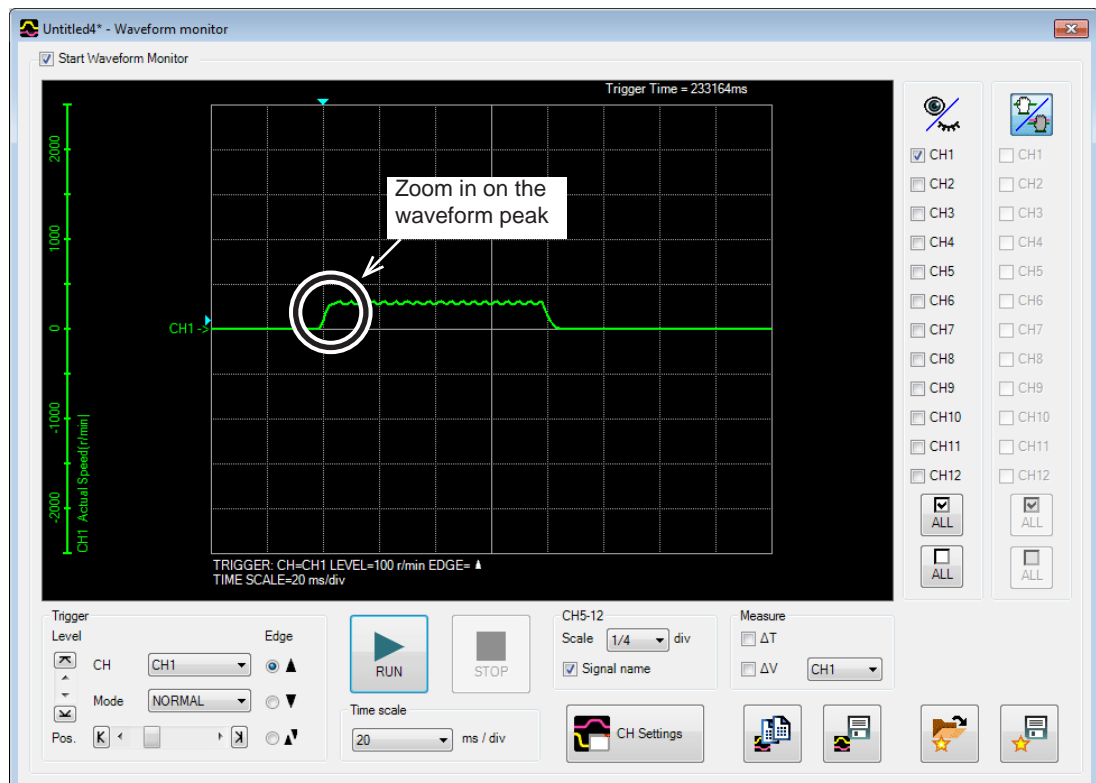 Untitled4* - Waveform monitor
Start Waveform Monitor
Trigger Time = 233164ms
2000
1000
0
-1000
-2000
CH1 Actual Speed[r/min]
CH1 ->
Zoom in on the
waveform peak
TRIGGER: CH=CH1 LEVEL=100 r/min EDGE=
TIME SCALE=20 ms/div
CH1
CH2
CH3
CH4
CH5
CH6
CH7
CH8
CH9
CH10
CH11
CH12
ALL
ALL
CH1
CH2
CH3
CH4
CH5
CH6
CH7
CH8
CH9
CH10
CH11
CH12
ALL
ALL
Trigger
Level
Edge
CH
CH1
Mode
NORMAL
Pos.
RUN
STOP
Time scale
20
ms / div
CH5-12
Scale
1/4
div
Signal name
CH Settings
Measure
ΔT
ΔV
CH1